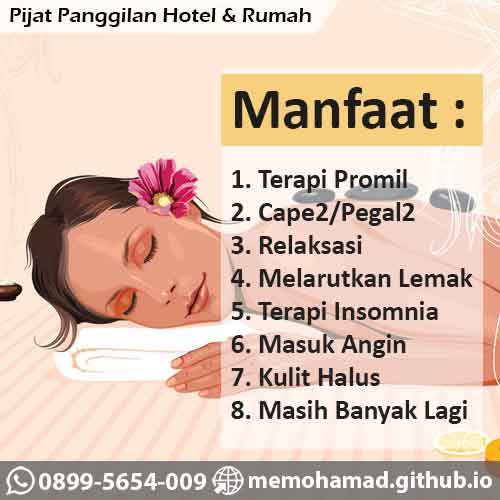 Pijat Panggilan Hotel & Rumah
Manfaat :
1. Terapi Promil
2. Cape2/Pegal2
3. Relaksasi
4. Melarutkan Lemak
5. Terapi Insomnia
6. Masuk Angin
7. Kulit Halus
8. Masih Banyak Lagi
0899-5654-009 memohamad.github.io